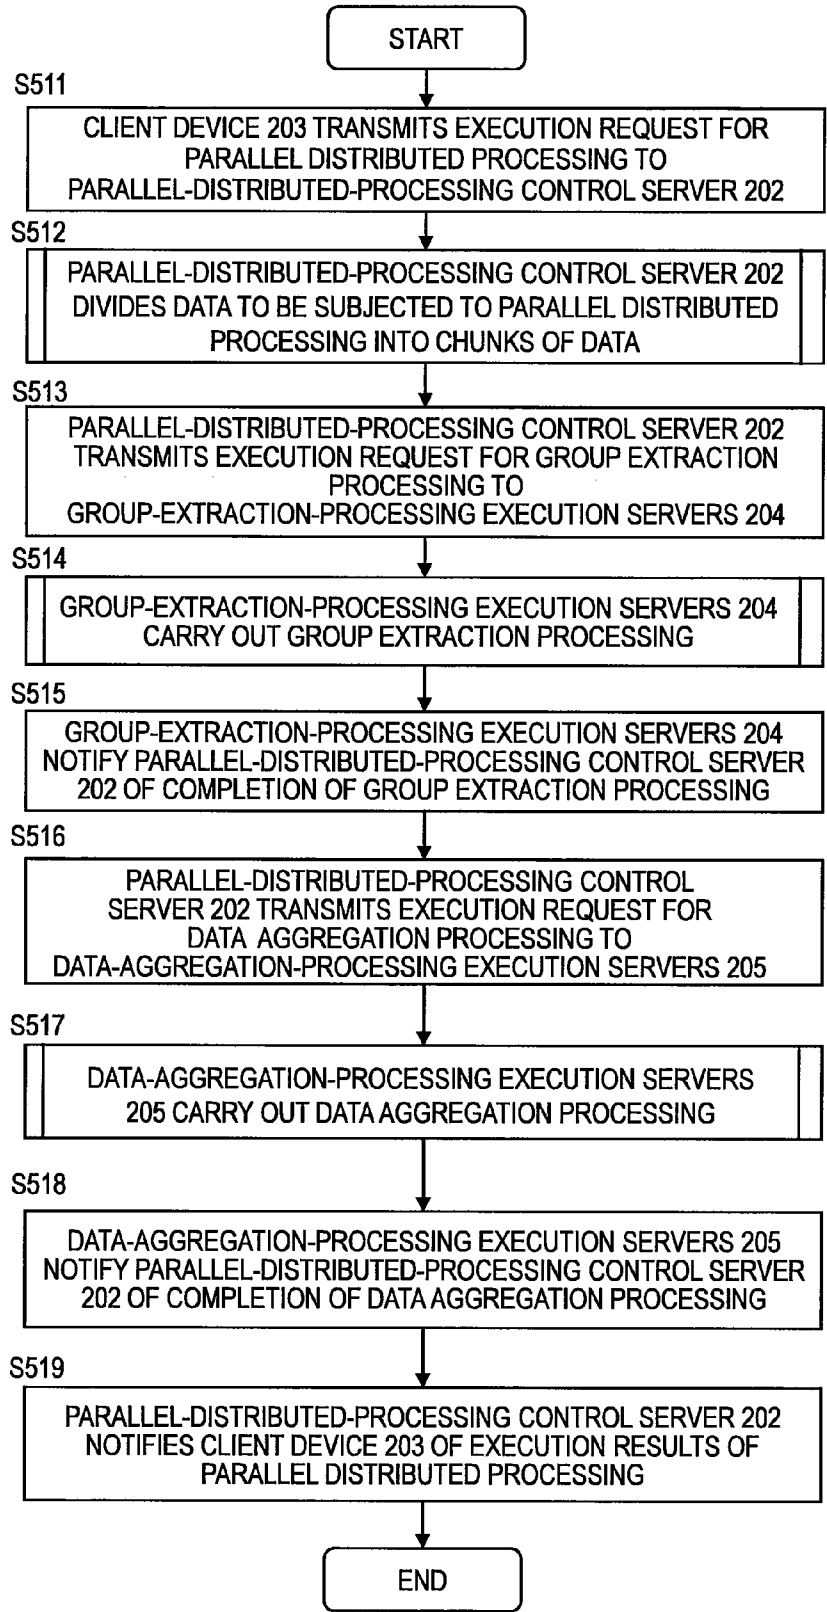 START
S511
CLIENT DEVICE 203 TRANSMITS EXECUTION REQUEST FOR
PARALLEL DISTRIBUTED PROCESSING TO
PARALLEL-DISTRIBUTED-PROCESSING CONTROL SERVER 202
S512
PARALLEL-DISTRIBUTED-PROCESSING CONTROL SERVER 202
DIVIDES DATA TO BE SUBJECTED TO PARALLEL DISTRIBUTED
PROCESSING INTO CHUNKS OF DATA
S513
PARALLEL-DISTRIBUTED-PROCESSING CONTROL SERVER 202
TRANSMITS EXECUTION REQUEST FOR GROUP EXTRACTION
PROCESSING TO
GROUP-EXTRACTION-PROCESSING EXECUTION SERVERS 204
S514
GROUP-EXTRACTION-PROCESSING EXECUTION SERVERS 204
CARRY OUT GROUP EXTRACTION PROCESSING
S515
GROUP-EXTRACTION-PROCESSING EXECUTION SERVERS 204
NOTIFY PARALLEL-DISTRIBUTED-PROCESSING CONTROL SERVER
202 OF COMPLETION OF GROUP EXTRACTION PROCESSING
S516
PARALLEL-DISTRIBUTED-PROCESSING CONTROL
SERVER 202 TRANSMITS EXECUTION REQUEST FOR
DATA AGGREGATION PROCESSING TO
DATA-AGGREGATION-PROCESSING EXECUTION SERVERS 205
S517
DATA-AGGREGATION-PROCESSING EXECUTION SERVERS
205 CARRY OUT DATA AGGREGATION PROCESSING
S518
DATA-AGGREGATION-PROCESSING EXECUTION SERVERS 205
NOTIFY PARALLEL-DISTRIBUTED-PROCESSING CONTROL SERVER
202 OF COMPLETION OF DATA AGGREGATION PROCESSING
S519
PARALLEL-DISTRIBUTED-PROCESSING CONTROL SERVER 202
NOTIFIES CLIENT DEVICE 203 OF EXECUTION RESULTS OF
PARALLEL DISTRIBUTED PROCESSING
END